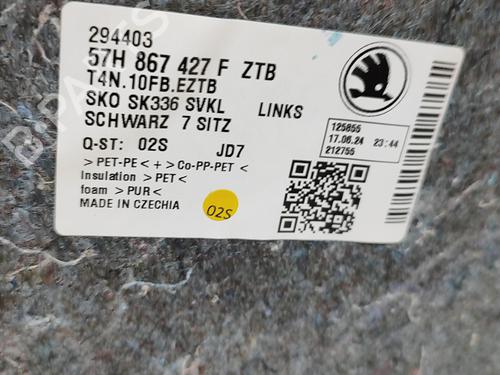 294403
57H 867 427 F ZTB
T4N.10FB.EZTB
SKO SK336 SVKL LINKS
SCHWARZ 7 SITZ
Q-ST: 02S JD7
>PET-PE< + >Co-PP-PET<
Insulation >PET<
foam >PUR<
MADE IN CZECHIA
02S
125855
17.06.24 23:44
212755
B-PARTS